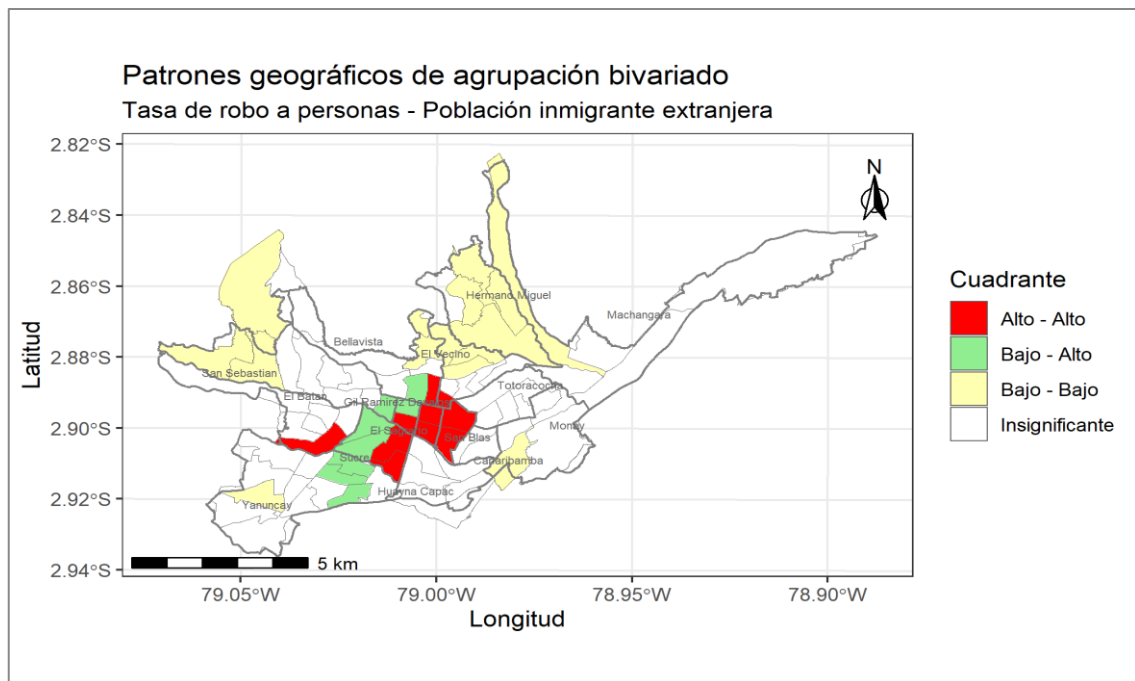 Patrones geográficos de agrupación bivariado
Tasa de robo a personas - Población inmigrante extranjera
2.82°S
2.84°S
2.86°S
2.88°S
2.90°S
2.92°S
2.94°S
Latitud
N
Hermano Miguel
Machangara
Bellavista
El Vecino
San Sebastian
Totoracocha
El Batan
Gil Ramirez Davalos
Monay
El Sagrario
San Blas
Sucre
Cañaribamba
Huayna Capac
Yanuncay
5 km
79.05°W
79.00°W
78.95°W
78.90°W
Longitud
Cuadrante
Alto - Alto
Bajo - Alto
Bajo - Bajo
Insignificante